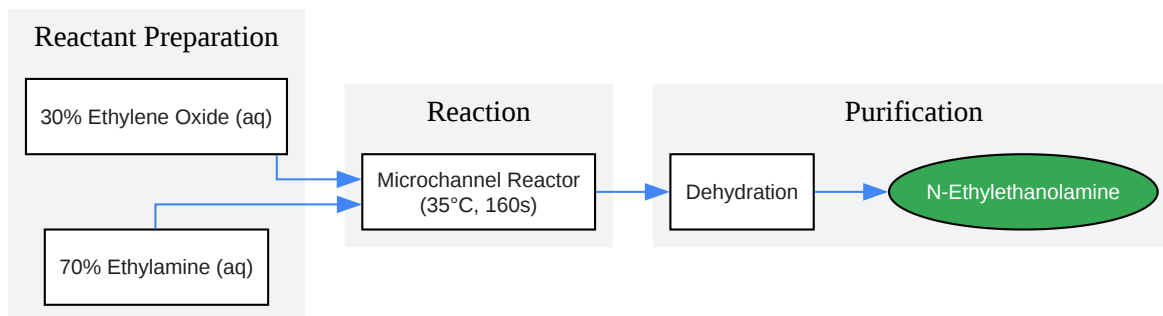 Reactant Preparation
30% Ethylene Oxide (aq)
70% Ethylamine (aq)
Reaction
Microchannel Reactor
(35°C, 160s)
Purification
Dehydration
N-Ethylethanolamine